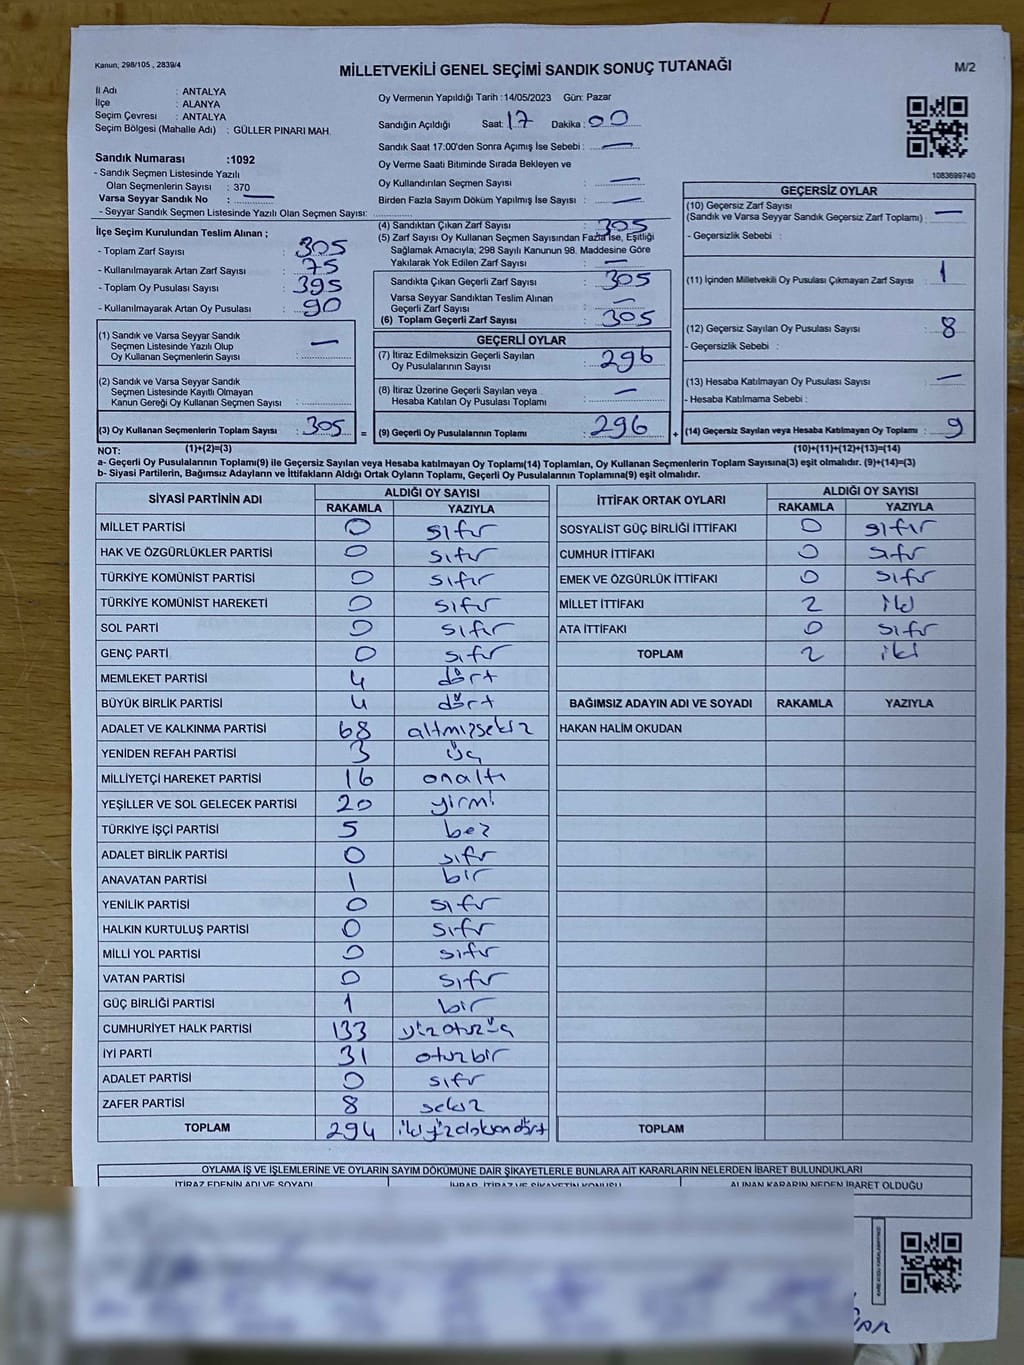 Kanun, 298/105 , 2839/4
MİLLETVEKİLİ GENEL SEÇİMİ SANDIK SONUÇ TUTANAĞI
M/2
İl Adı : ANTALYA
İlçe : ALANYA
Seçim Çevresi : ANTALYA
Seçim Bölgesi (Mahalle Adı) : GÜLLER PINARI MAH.
Sandık Numarası :1092
- Sandık Seçmen Listesinde Yazılı
Olan Seçmenlerin Sayısı : 370
Varsa Seyyar Sandık No : —
- Seyyar Sandık Seçmen Listesinde Yazılı Olan Seçmen Sayısı:
Oy Vermenin Yapıldığı Tarih : 14/05/2023 Gün: Pazar
Sandığın Açıldığı Saat: 17 Dakika : 00
Sandık Saat 17:00'den Sonra Açımış İse Sebebi : —
Oy Verme Saati Bitiminde Sırada Bekleyen ve
Oy Kullandırılan Seçmen Sayısı : —
Birden Fazla Sayım Döküm Yapılmış İse Sayısı : —
1083699740
İlçe Seçim Kurulundan Teslim Alınan ;
- Toplam Zarf Sayısı : 305
- Kullanılmayarak Artan Zarf Sayısı : 75
- Toplam Oy Pusulası Sayısı : 395
- Kullanılmayarak Artan Oy Pusulası : 90
(4) Sandıktan Çıkan Zarf Sayısı : 305
(5) Zarf Sayısı Oy Kullanan Seçmen Sayısından Fazla İse, Eşitliği
Sağlamak Amacıyla; 298 Sayılı Kanunun 98. Maddesine Göre
Yakılarak Yok Edilen Zarf Sayısı : —
Sandıkta Çıkan Geçerli Zarf Sayısı : 305
Varsa Seyyar Sandıktan Teslim Alınan
Geçerli Zarf Sayısı : —
(6) Toplam Geçerli Zarf Sayısı : 305
GEÇERSİZ OYLAR
(10) Geçersiz Zarf Sayısı
(Sandık ve Varsa Seyyar Sandık Geçersiz Zarf Toplamı) : —
- Geçersizlik Sebebi :
(11) İçinden Milletvekili Oy Pusulası Çıkmayan Zarf Sayısı : 1
(12) Geçersiz Sayılan Oy Pusulası Sayısı : 8
- Geçersizlik Sebebi :
(13) Hesaba Katılmayan Oy Pusulası Sayısı : —
- Hesaba Katılmama Sebebi :
(1) Sandık ve Varsa Seyyar Sandık
Seçmen Listesinde Yazılı Olup
Oy Kullanan Seçmenlerin Sayısı : —
(2) Sandık ve Varsa Seyyar Sandık
Seçmen Listesinde Kayıtlı Olmayan
Kanun Gereği Oy Kullanan Seçmen Sayısı :
GEÇERLİ OYLAR
(7) İtiraz Edilmeksizin Geçerli Sayılan
Oy Pusulalarının Sayısı : 296
(8) İtiraz Üzerine Geçerli Sayılan veya
Hesaba Katılan Oy Pusulası Toplamı : —
(3) Oy Kullanan Seçmenlerin Toplam Sayısı : 305 = (9) Geçerli Oy Pusulalarının Toplamı : 296 + (14) Geçersiz Sayılan veya Hesaba Katılmayan Oy Toplamı : 9
NOT: (1)+(2)=(3) (10)+(11)+(12)+(13)=(14)
a- Geçerli Oy Pusulalarının Toplamı(9) ile Geçersiz Sayılan veya Hesaba katılmayan Oy Toplamı(14) Toplamları, Oy Kullanan Seçmenlerin Toplam Sayısına(3) eşit olmalıdır. (9)+(14)=(3)
b- Siyasi Partilerin, Bağımsız Adayların ve İttifakların Aldığı Ortak Oyların Toplamı, Geçerli Oy Pusulalarının Toplamına(9) eşit olmalıdır.
SİYASİ PARTİNİN ADI ALDIĞI OY SAYISI
RAKAMLA YAZIYLA
MİLLET PARTİSİ 0 sıfır
HAK VE ÖZGÜRLÜKLER PARTİSİ 0 sıfır
TÜRKİYE KOMÜNİST PARTİSİ 0 sıfır
TÜRKİYE KOMÜNİST HAREKETİ 0 sıfır
SOL PARTİ 0 sıfır
GENÇ PARTİ 0 sıfır
MEMLEKET PARTİSİ 4 dört
BÜYÜK BİRLİK PARTİSİ 4 dört
ADALET VE KALKINMA PARTİSİ 68 altmışsekiz
YENİDEN REFAH PARTİSİ 3 üç
MİLLİYETÇİ HAREKET PARTİSİ 16 onaltı
YEŞİLLER VE SOL GELECEK PARTİSİ 20 yirmi
TÜRKİYE İŞÇİ PARTİSİ 5 beş
ADALET BİRLİK PARTİSİ 0 sıfır
ANAVATAN PARTİSİ 1 bir
YENİLİK PARTİSİ 0 sıfır
HALKIN KURTULUŞ PARTİSİ 0 sıfır
MİLLİ YOL PARTİSİ 0 sıfır
VATAN PARTİSİ 0 sıfır
GÜÇ BİRLİĞİ PARTİSİ 1 bir
CUMHURİYET HALK PARTİSİ 133 yüzotuzüç
İYİ PARTİ 31 otuzbir
ADALET PARTİSİ 0 sıfır
ZAFER PARTİSİ 8 sekiz
TOPLAM 294 ikiyüzdoksandört
İTTİFAK ORTAK OYLARI ALDIĞI OY SAYISI
RAKAMLA YAZIYLA
SOSYALİST GÜÇ BİRLİĞİ İTTİFAKI 0 sıfır
CUMHUR İTTİFAKI 0 sıfır
EMEK VE ÖZGÜRLÜK İTTİFAKI 0 sıfır
MİLLET İTTİFAKI 2 iki
ATA İTTİFAKI 0 sıfır
TOPLAM 2 iki
BAĞIMSIZ ADAYIN ADI VE SOYADI RAKAMLA YAZIYLA
HAKAN HALİM OKUDAN
TOPLAM
OYLAMA İŞ VE İŞLEMLERİNE VE OYLARIN SAYIM DÖKÜMÜNE DAİR ŞİKAYETLERLE BUNLARA AİT KARARLARIN NELERDEN İBARET BULUNDUKLARI
İTİRAZ EDENİN ADI VE SOYADI İHBAR, İTİRAZ VE ŞİKAYETİN KONUSU ALINAN KARARIN NEDEN İBARET OLDUĞU